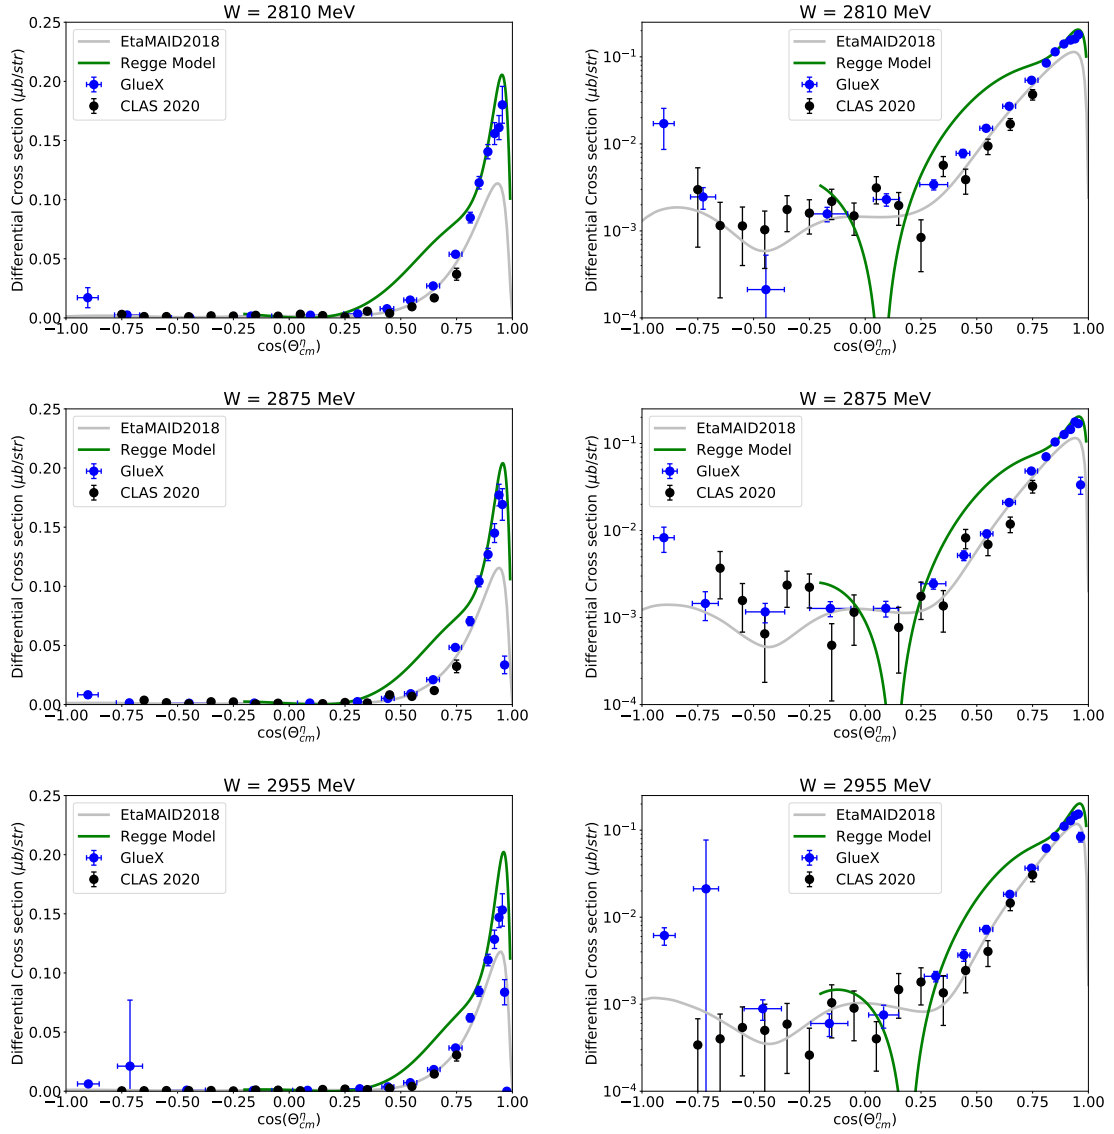 W = 2810 MeV
Differential Cross section (μb/str)
0.25
0.20
0.15
0.10
0.05
0.00
EtaMAID2018
Regge Model
GlueX
CLAS 2020
−1.00 −0.75 −0.50 −0.25 0.00 0.25 0.50 0.75 1.00
cos(Θ^η_cm)
W = 2810 MeV
Differential Cross section (μb/str)
10^−1
10^−2
10^−3
10^−4
EtaMAID2018
Regge Model
GlueX
CLAS 2020
−1.00 −0.75 −0.50 −0.25 0.00 0.25 0.50 0.75 1.00
cos(Θ^η_cm)
W = 2875 MeV
Differential Cross section (μb/str)
0.25
0.20
0.15
0.10
0.05
0.00
EtaMAID2018
Regge Model
GlueX
CLAS 2020
−1.00 −0.75 −0.50 −0.25 0.00 0.25 0.50 0.75 1.00
cos(Θ^η_cm)
W = 2875 MeV
Differential Cross section (μb/str)
10^−1
10^−2
10^−3
10^−4
EtaMAID2018
Regge Model
GlueX
CLAS 2020
−1.00 −0.75 −0.50 −0.25 0.00 0.25 0.50 0.75 1.00
cos(Θ^η_cm)
W = 2955 MeV
Differential Cross section (μb/str)
0.25
0.20
0.15
0.10
0.05
0.00
EtaMAID2018
Regge Model
GlueX
CLAS 2020
−1.00 −0.75 −0.50 −0.25 0.00 0.25 0.50 0.75 1.00
cos(Θ^η_cm)
W = 2955 MeV
Differential Cross section (μb/str)
10^−1
10^−2
10^−3
10^−4
EtaMAID2018
Regge Model
GlueX
CLAS 2020
−1.00 −0.75 −0.50 −0.25 0.00 0.25 0.50 0.75 1.00
cos(Θ^η_cm)